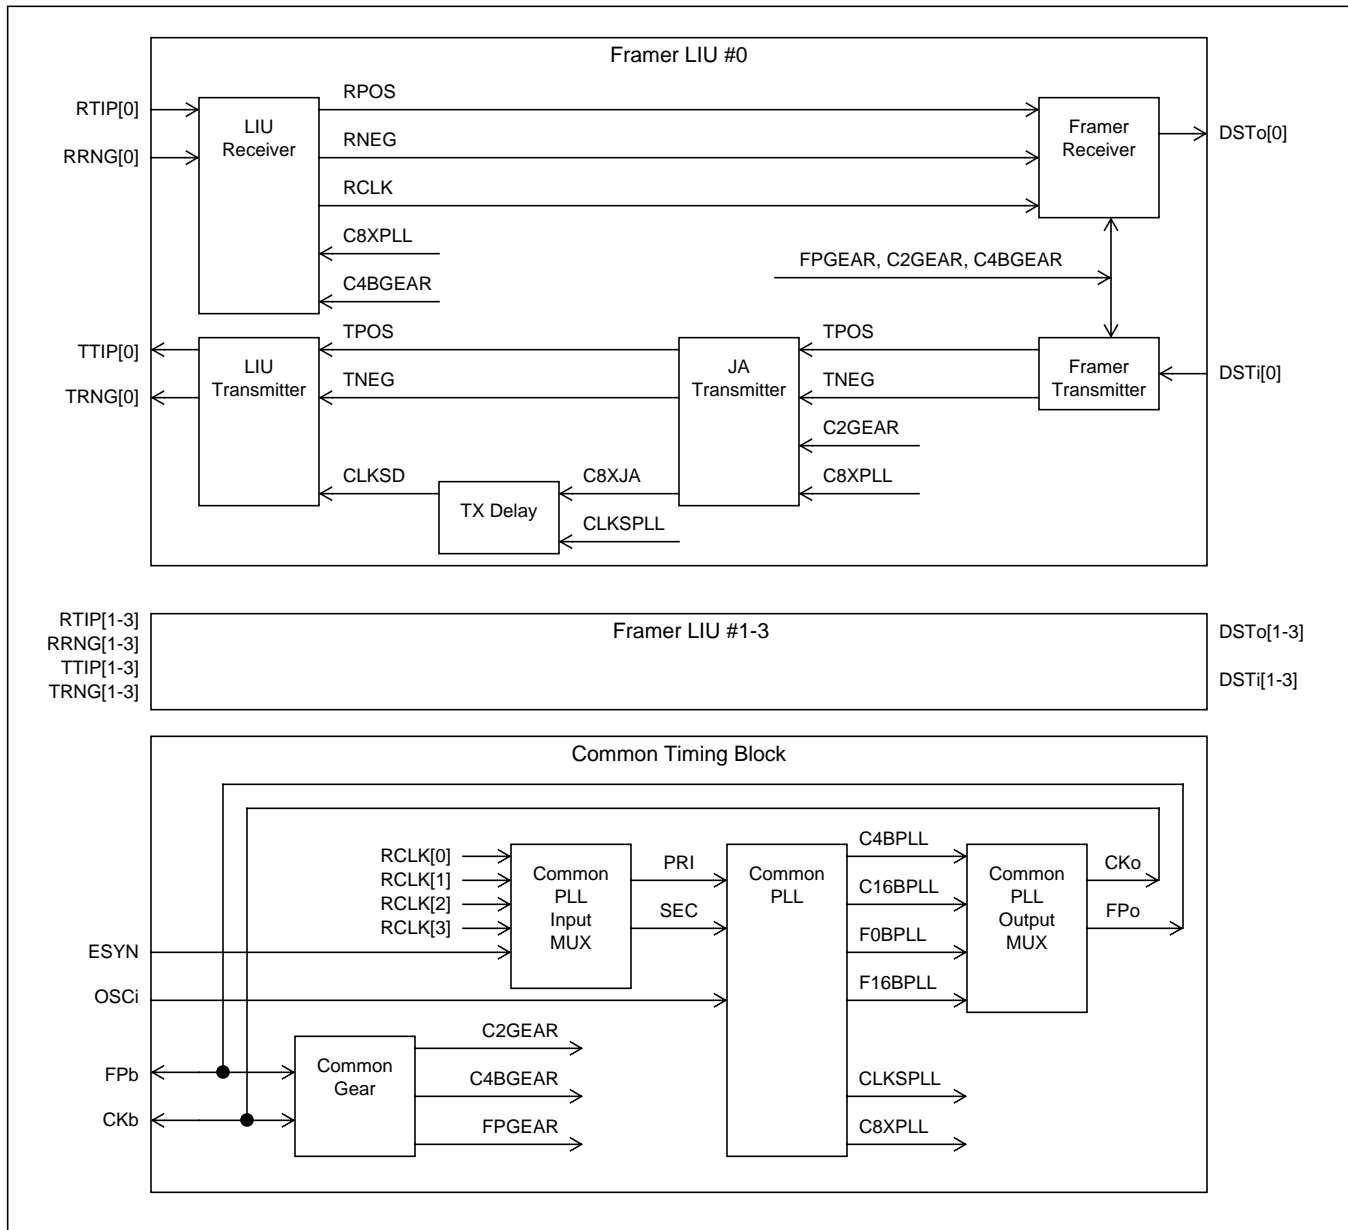 Framer LIU #0
RTIP[0]
RRNG[0]
LIU
Receiver
RPOS
RNEG
RCLK
C8XPLL
C4BGEAR
Framer
Receiver
DSTo[0]
FPGEAR, C2GEAR, C4BGEAR
TTIP[0]
TRNG[0]
LIU
Transmitter
TPOS
TNEG
CLKSD
TX Delay
C8XJA
CLKSPLL
JA
Transmitter
TPOS
TNEG
C2GEAR
C8XPLL
Framer
Transmitter
DSTi[0]
RTIP[1-3]
RRNG[1-3]
TTIP[1-3]
TRNG[1-3]
Framer LIU #1-3
DSTo[1-3]
DSTi[1-3]
Common Timing Block
RCLK[0]
RCLK[1]
RCLK[2]
RCLK[3]
ESYN
OSCi
Common
PLL
Input
MUX
PRI
SEC
Common
PLL
C4BPLL
C16BPLL
F0BPLL
F16BPLL
Common
PLL
Output
MUX
CKo
FPo
FPb
CKb
Common
Gear
C2GEAR
C4BGEAR
FPGEAR
CLKSPLL
C8XPLL